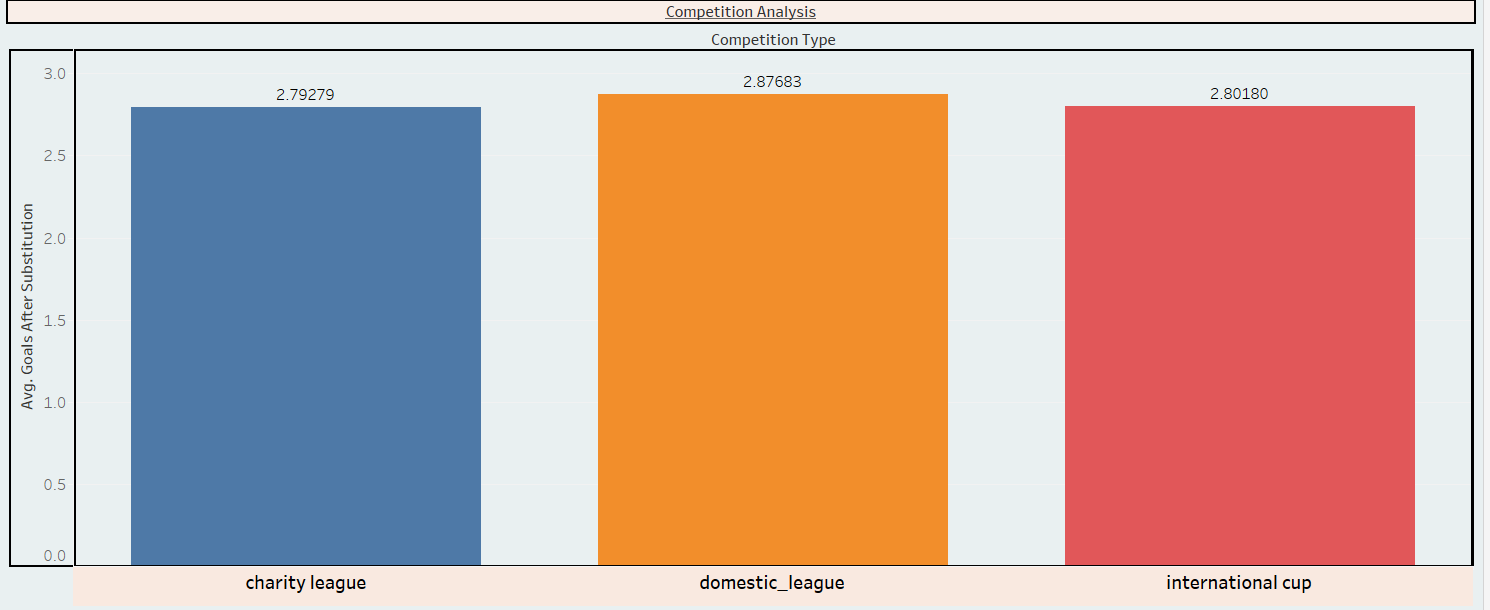 Competition Analysis
Competition Type
3.0
2.5
2.0
1.5
1.0
0.5
0.0
Avg. Goals After Substitution
2.79279
2.87683
2.80180
charity league
domestic_league
international cup